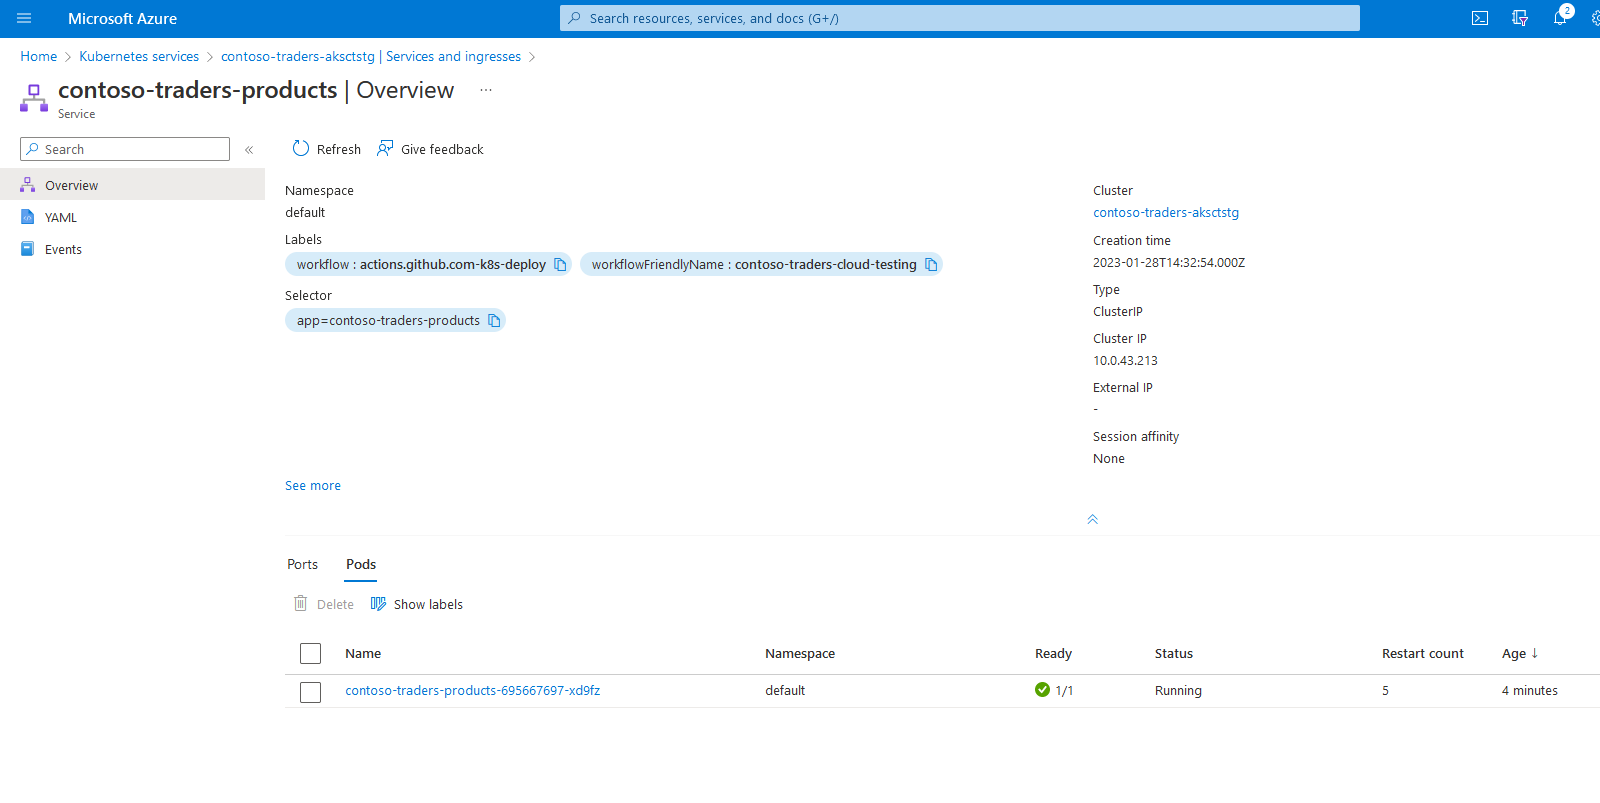 Microsoft Azure
Search resources, services, and docs (G+/)
2
Home > Kubernetes services > contoso-traders-aksctstg | Services and ingresses >
contoso-traders-products | Overview ...
Service
Search «
Refresh Give feedback
Overview
YAML
Events
Namespace
default
Labels
workflow : actions.github.com-k8s-deploy workflowFriendlyName : contoso-traders-cloud-testing
Selector
app=contoso-traders-products
See more
Cluster
contoso-traders-aksctstg
Creation time
2023-01-28T14:32:54.000Z
Type
ClusterIP
Cluster IP
10.0.43.213
External IP
-
Session affinity
None
Ports Pods
Delete Show labels
Name Namespace Ready Status Restart count Age ↓
contoso-traders-products-695667697-xd9fz default 1/1 Running 5 4 minutes